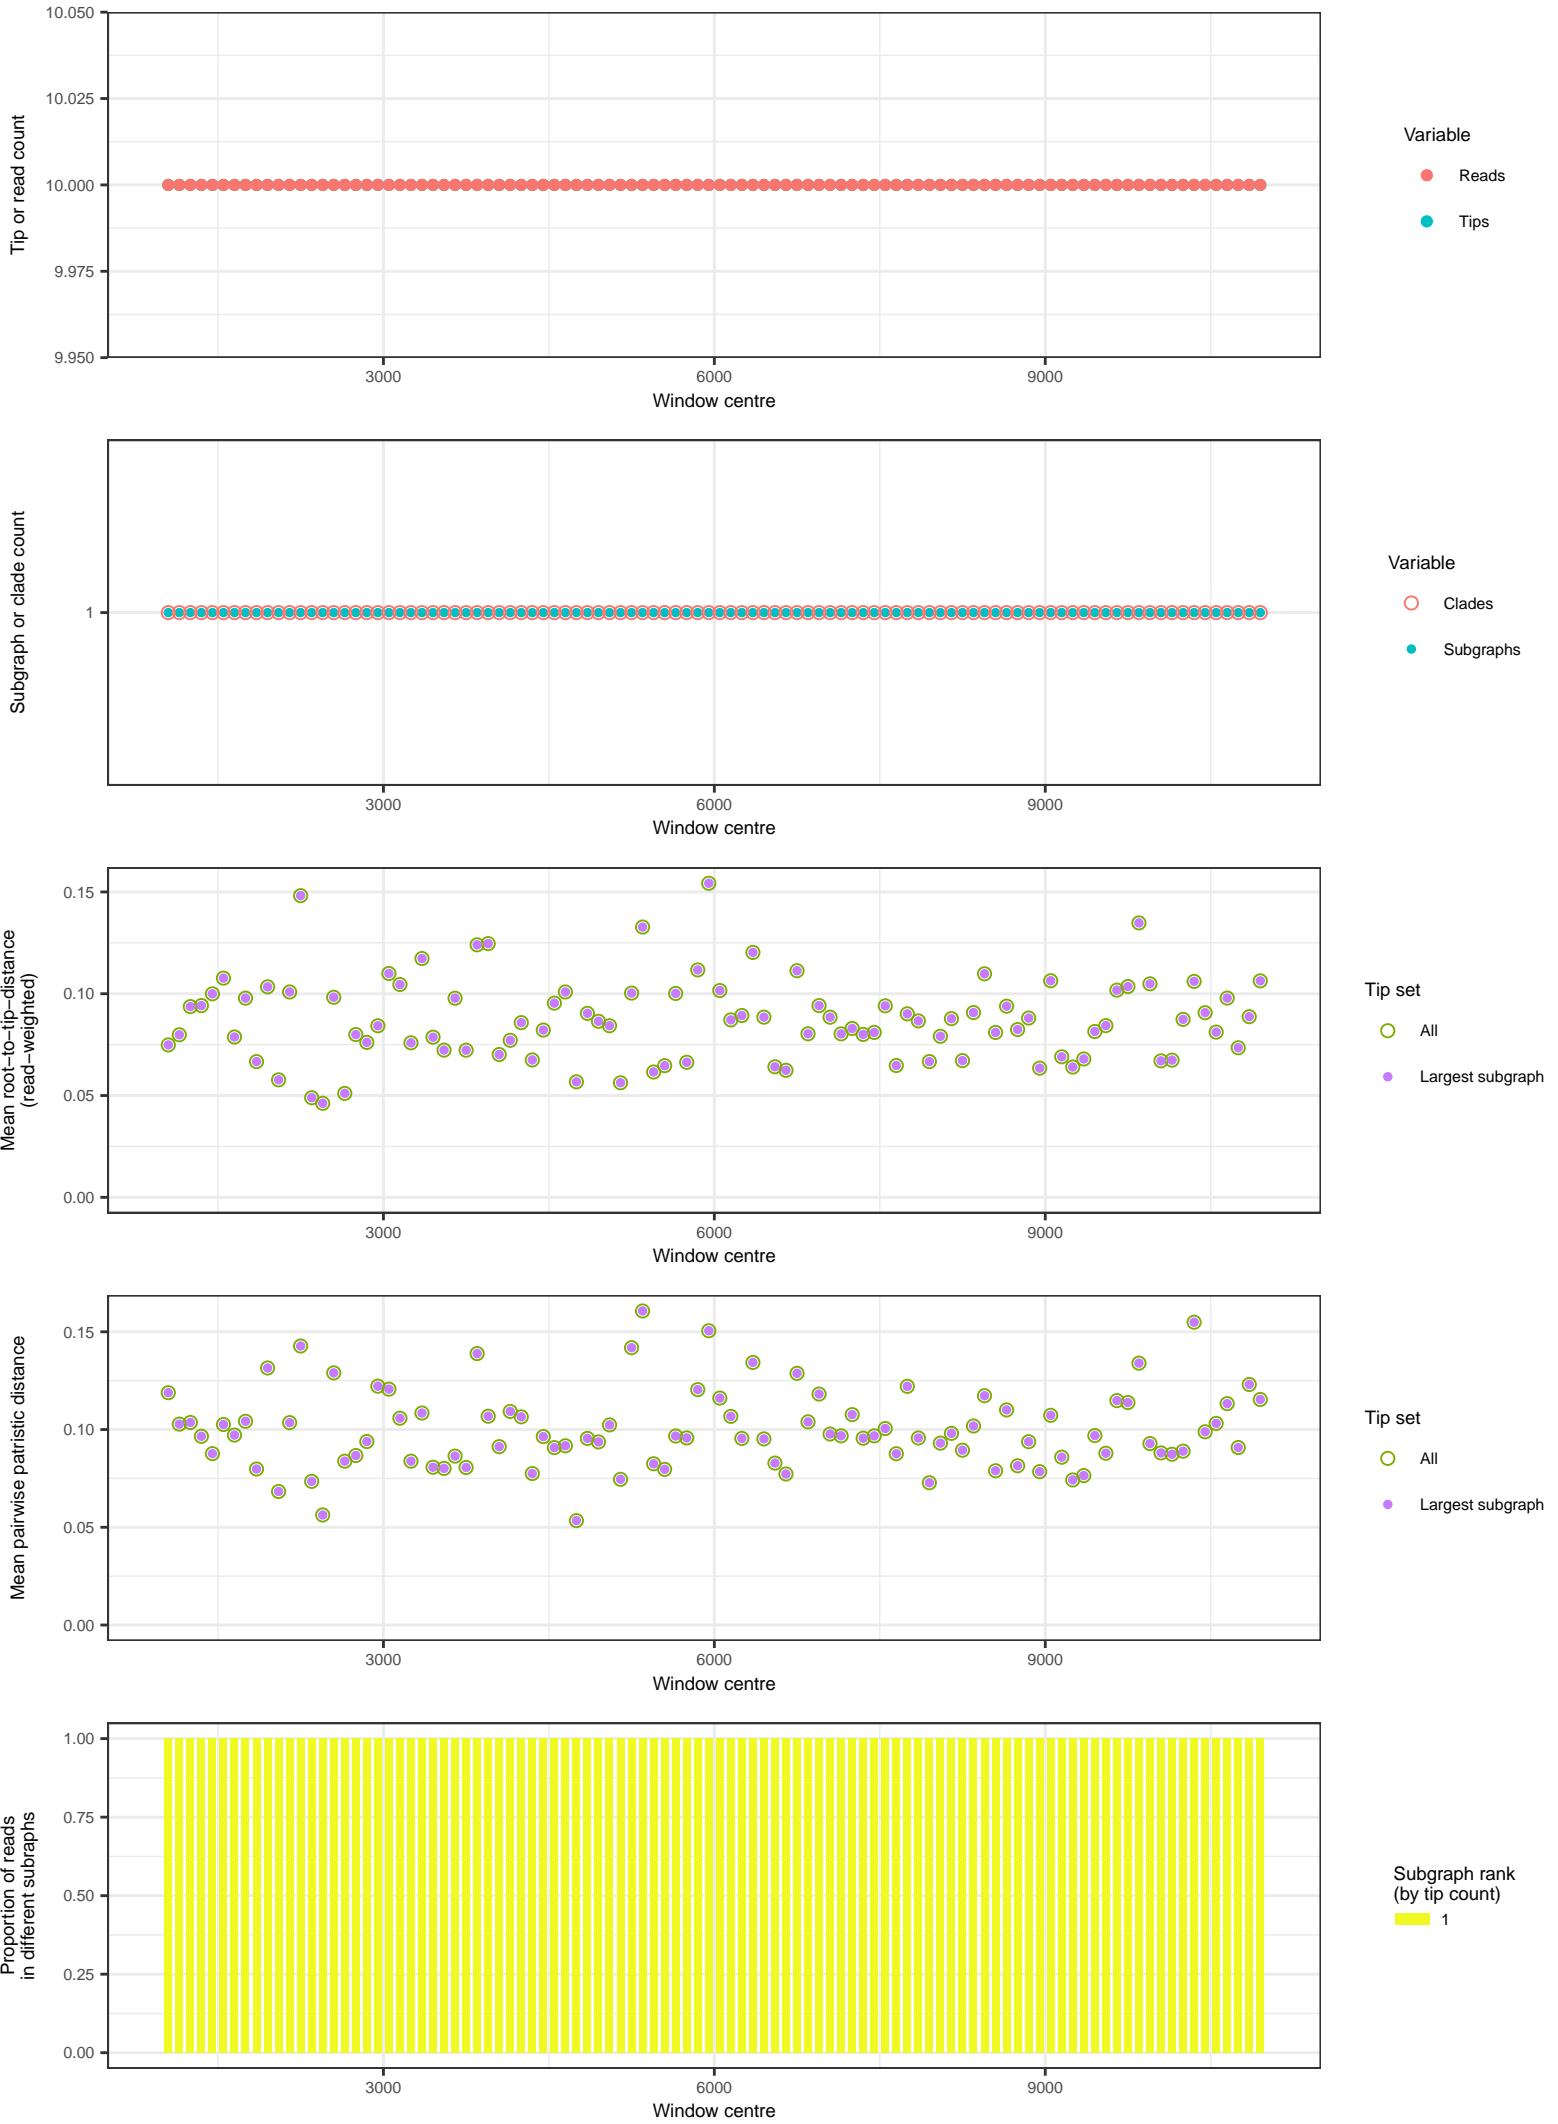 10.050
10.025
10.000
9.975
9.950
Tip or read count
3000
6000
9000
Window centre
Variable
Reads
Tips
1
Subgraph or clade count
3000
6000
9000
Window centre
Variable
Clades
Subgraphs
0.15
0.10
0.05
0.00
Mean root−to−tip−distance
(read−weighted)
3000
6000
9000
Window centre
Tip set
All
Largest subgraph
0.15
0.10
0.05
0.00
Mean pairwise patristic distance
3000
6000
9000
Window centre
Tip set
All
Largest subgraph
1.00
0.75
0.50
0.25
0.00
Proportion of reads
in different subraphs
3000
6000
9000
Window centre
Subgraph rank
(by tip count)
1